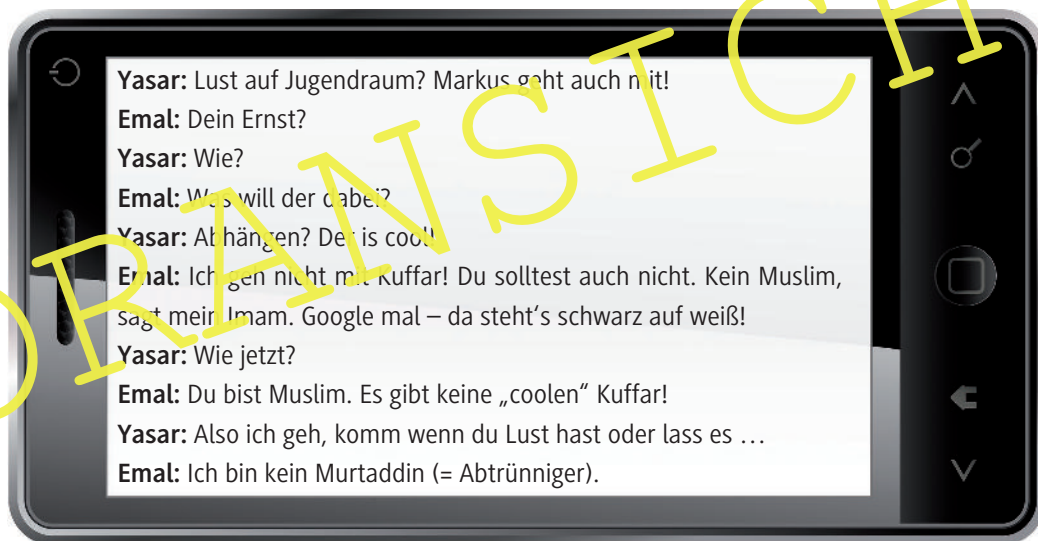 Yasar: Lust auf Jugendraum? Markus geht auch mit!
Emal: Dein Ernst?
Yasar: Wie?
Emal: Was will der dabei?
Yasar: Abhängen? Der is cool!
Emal: Ich geh nicht mit Kuffar! Du solltest auch nicht. Kein Muslim,
sagt mein Imam. Google mal – da steht's schwarz auf weiß!
Yasar: Wie jetzt?
Emal: Du bist Muslim. Es gibt keine „coolen“ Kuffar!
Yasar: Also ich geh, komm wenn du Lust hast oder lass es …
Emal: Ich bin kein Murtaddin (= Abtrünniger).
ORANSICH